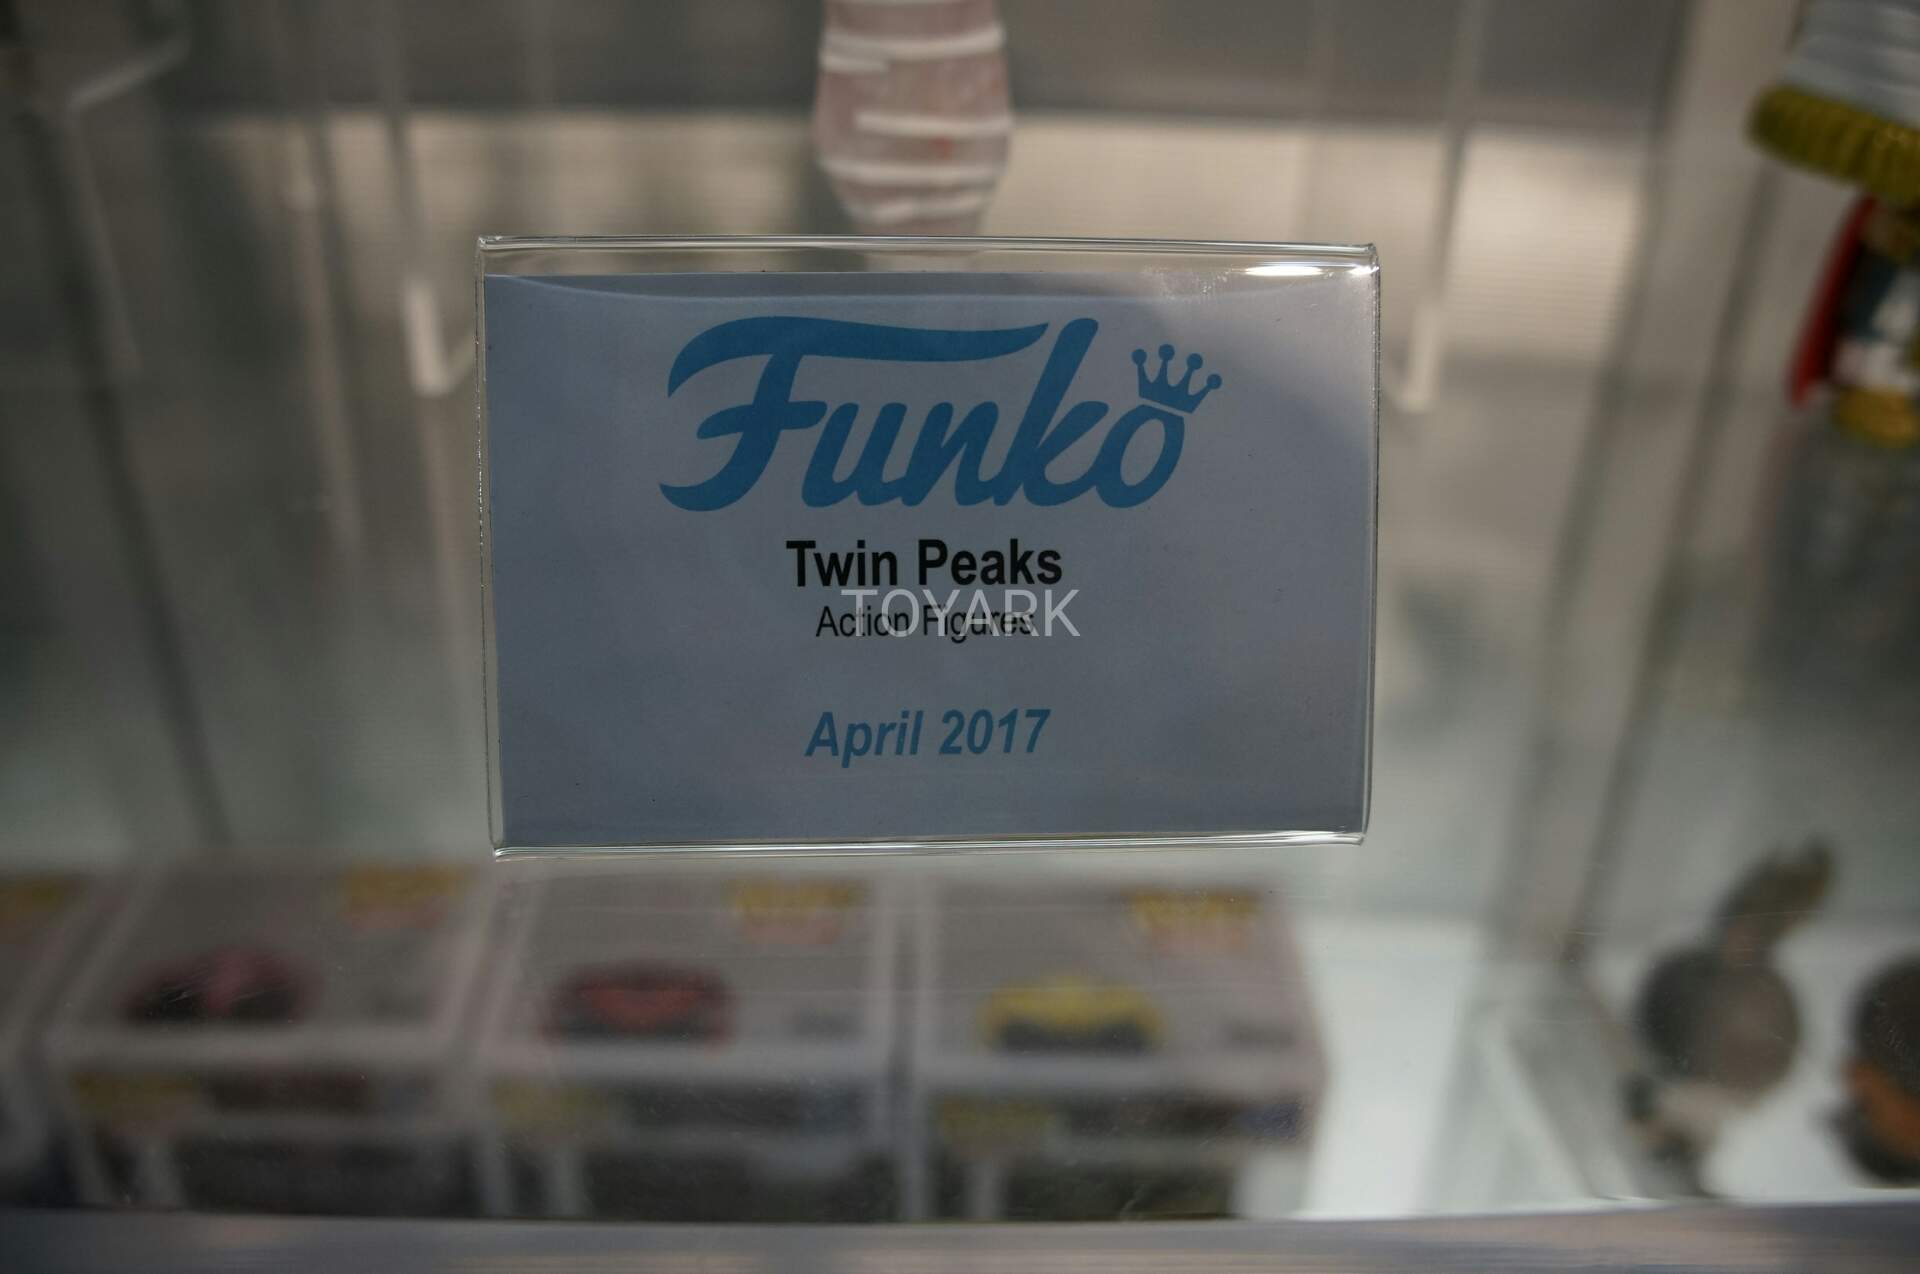 Funko
Twin Peaks
Action Figures
TOYARK
April 2017